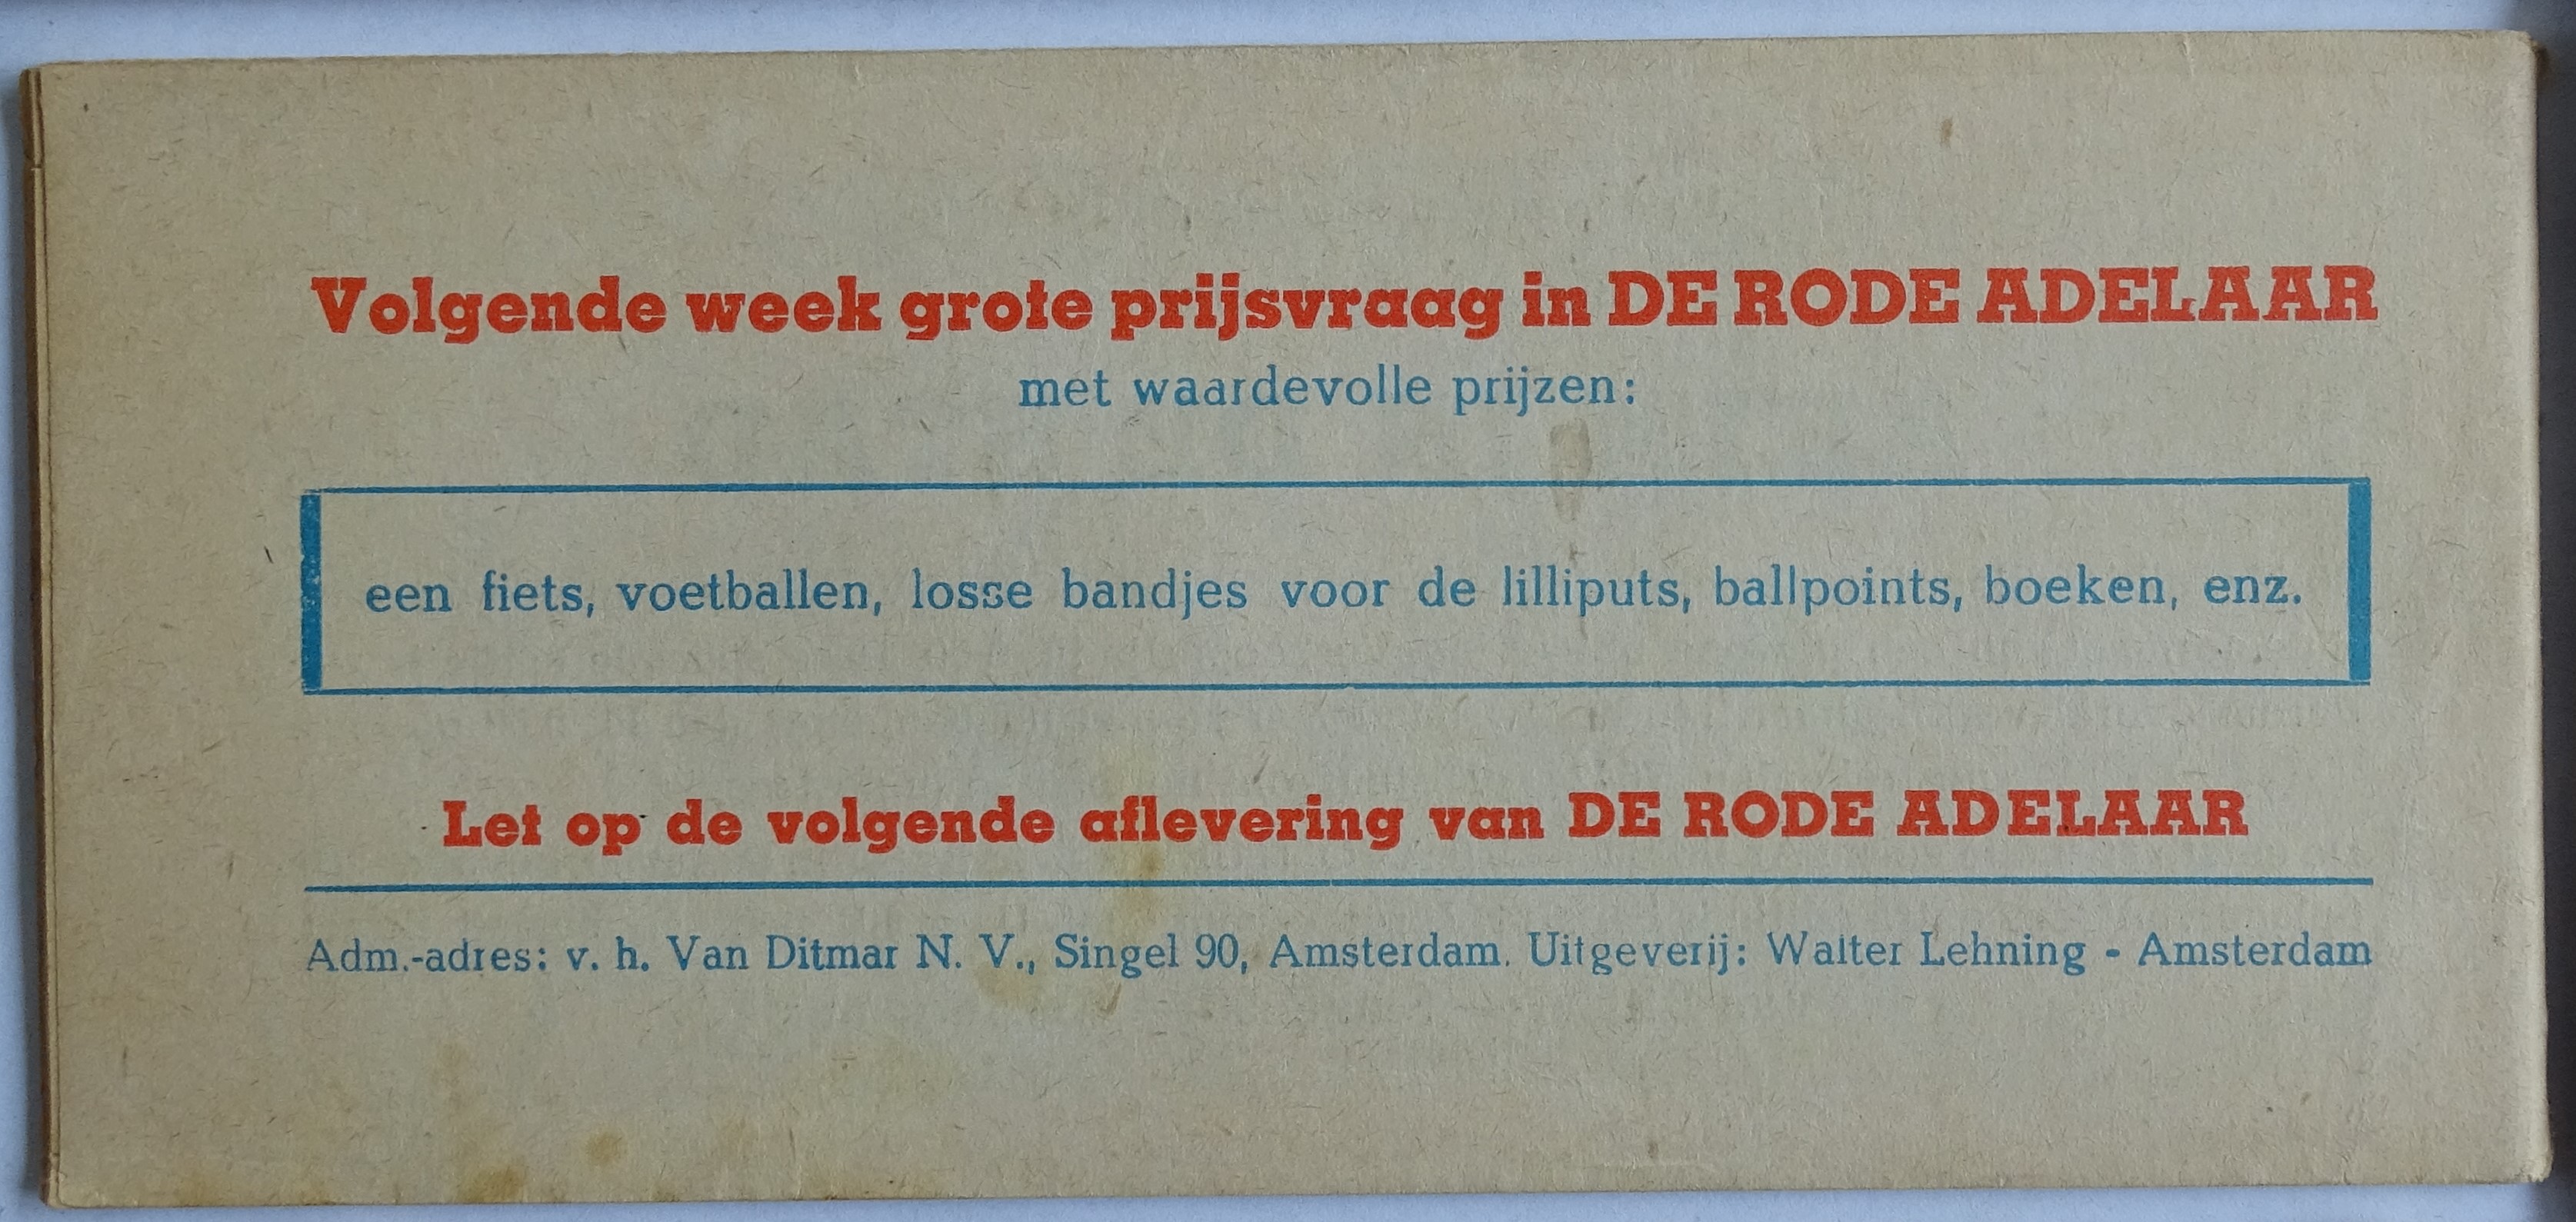 Volgende week grote prijsvraag in DE RODE ADELAAR
met waardevolle prijzen:
een fiets, voetballen, losse bandjes voor de lilliputs, ballpoints, boeken, enz.
Let op de volgende aflevering van DE RODE ADELAAR
Adm.-adres: v. h. Van Ditmar N. V., Singel 90, Amsterdam. Uitgeverij: Walter Lehning - Amsterdam